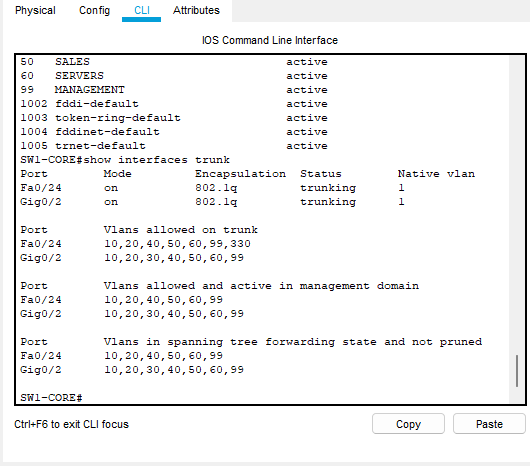 Physical Config CLI Attributes
IOS Command Line Interface
50 SALES active
60 SERVERS active
99 MANAGEMENT active
1002 fddi-default active
1003 token-ring-default active
1004 fddinet-default active
1005 trnet-default active
SW1-CORE#show interfaces trunk
Port Mode Encapsulation Status Native vlan
Fa0/24 on 802.1q trunking 1
Gig0/2 on 802.1q trunking 1
Port Vlans allowed on trunk
Fa0/24 10,20,40,50,60,99,330
Gig0/2 10,20,30,40,50,60,99
Port Vlans allowed and active in management domain
Fa0/24 10,20,40,50,60,99
Gig0/2 10,20,30,40,50,60,99
Port Vlans in spanning tree forwarding state and not pruned
Fa0/24 10,20,40,50,60,99
Gig0/2 10,20,30,40,50,60,99
SW1-CORE#
Ctrl+F6 to exit CLI focus Copy Paste